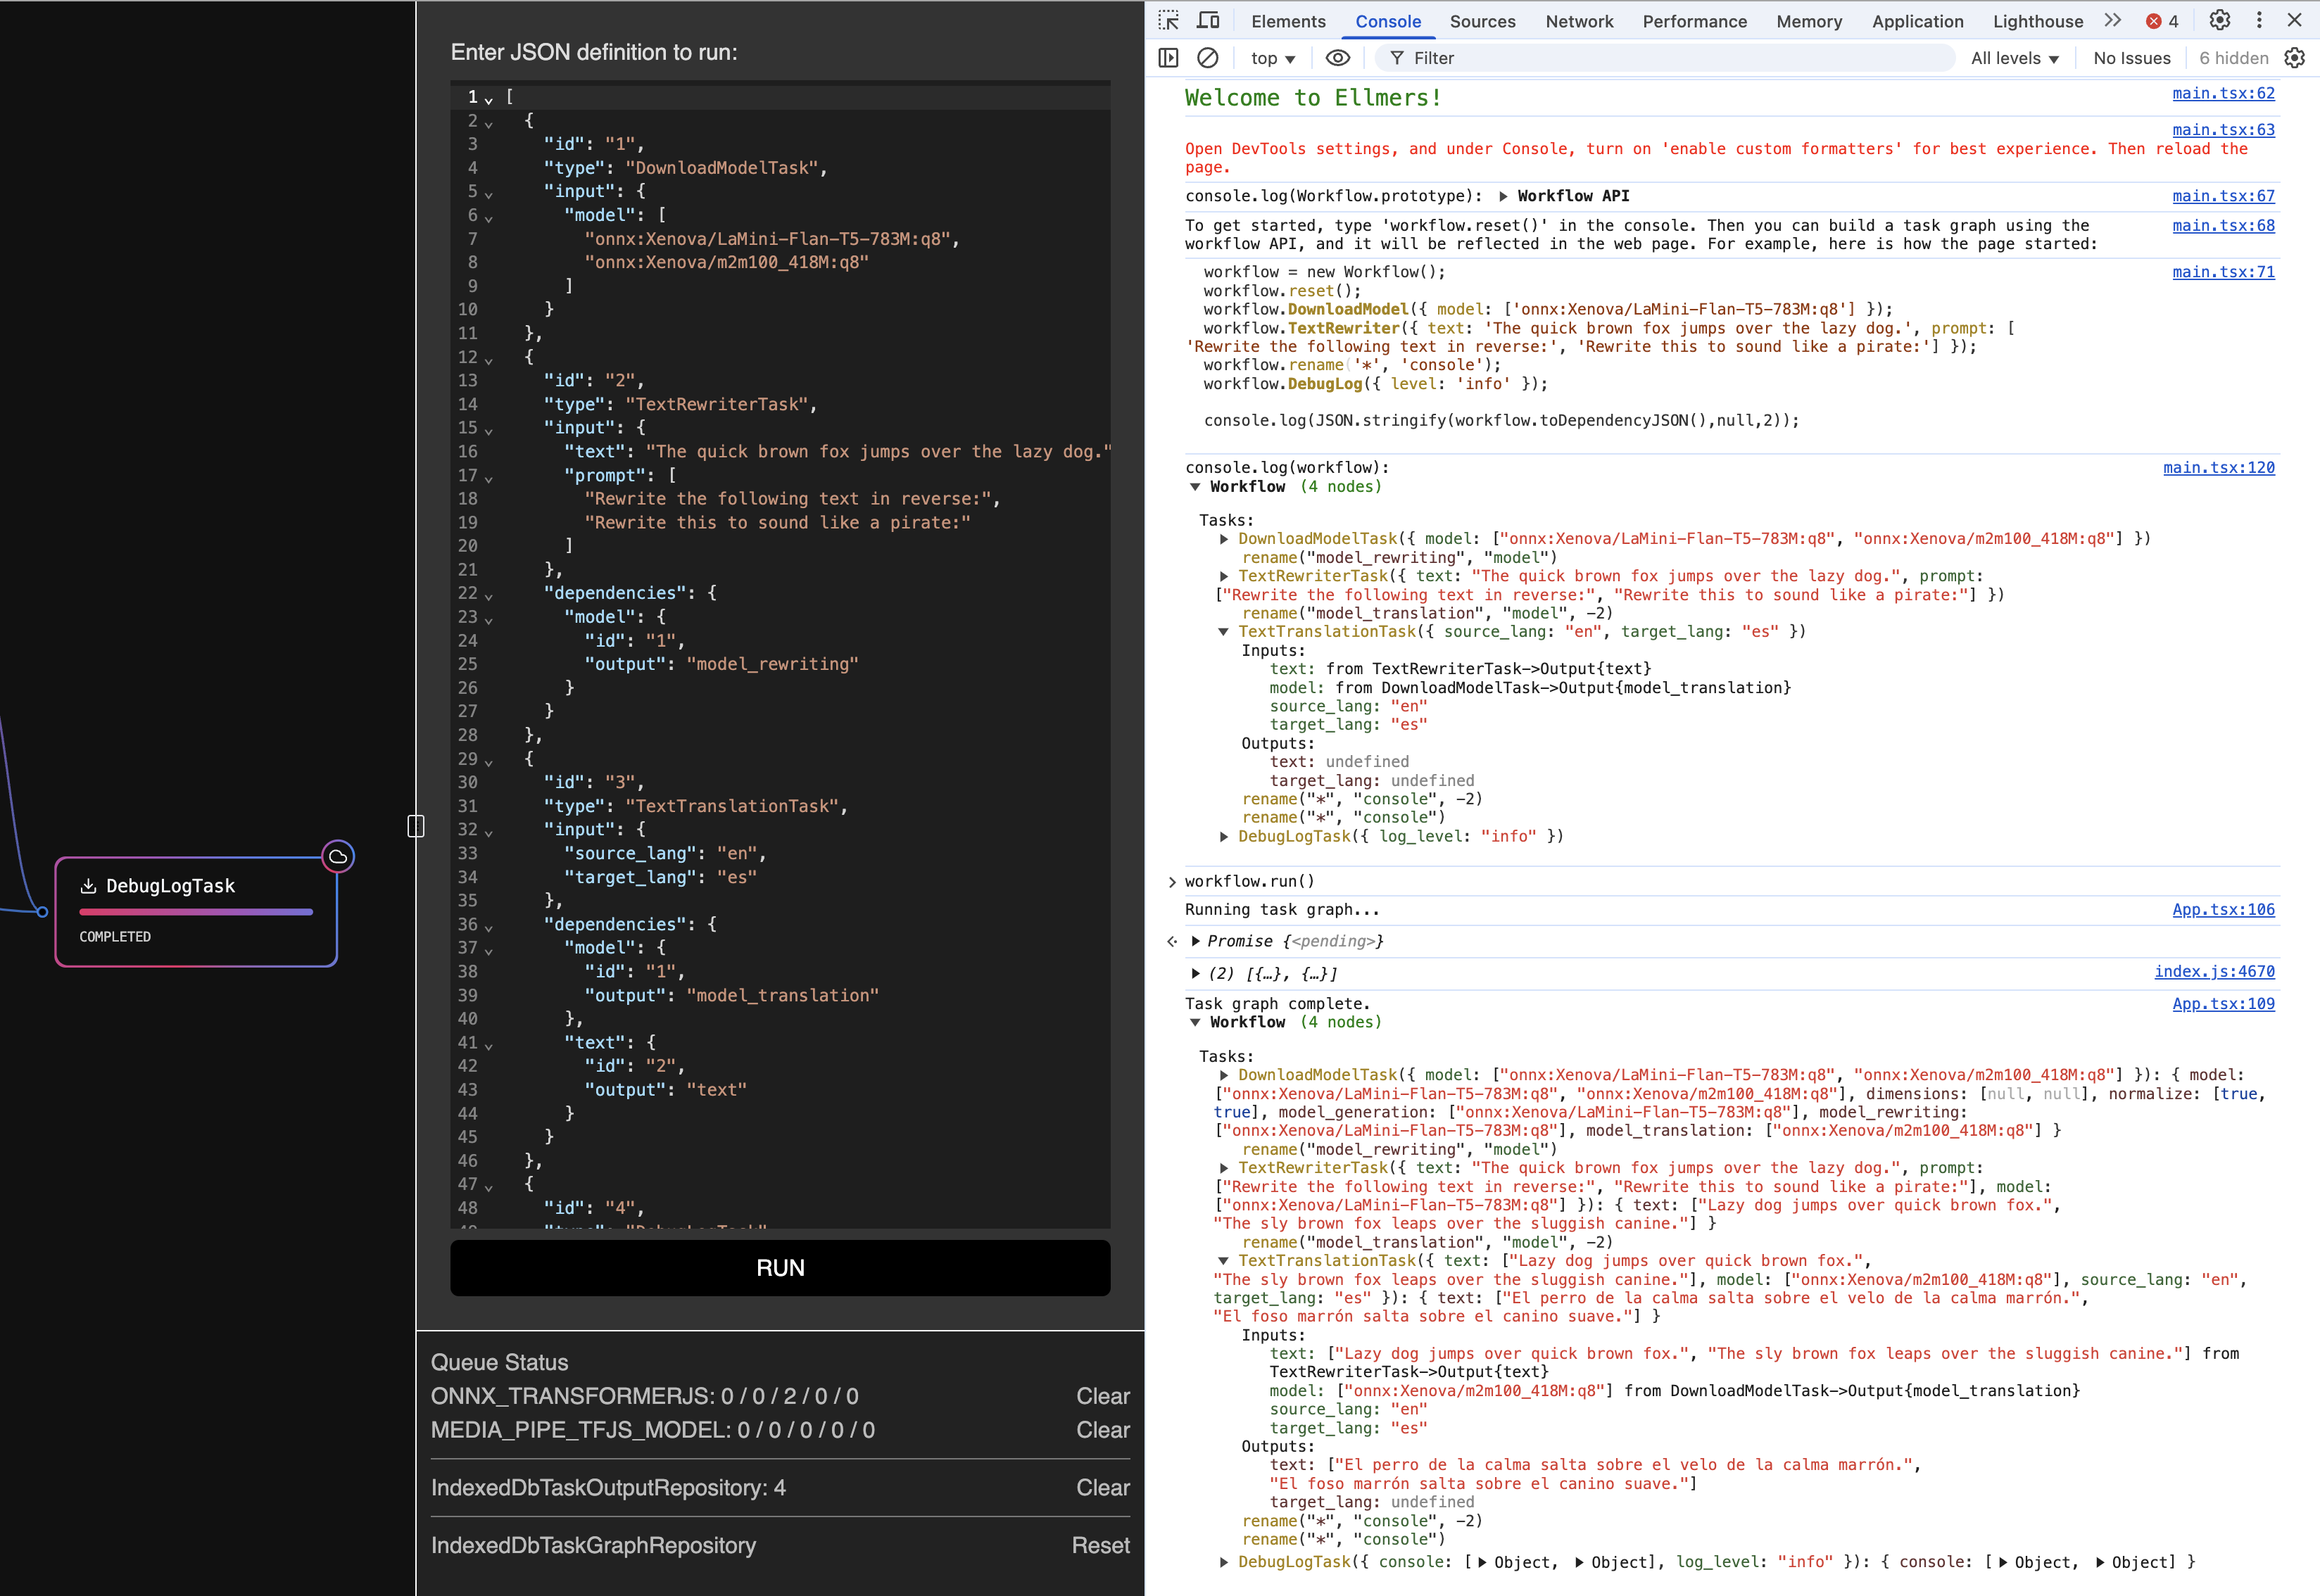 DebugLogTask
COMPLETED
Enter JSON definition to run:
1 [
2 {
3 "id": "1",
4 "type": "DownloadModelTask",
5 "input": {
6 "model": [
7 "onnx:Xenova/LaMini-Flan-T5-783M:q8",
8 "onnx:Xenova/m2m100_418M:q8"
9 ]
10 }
11 },
12 {
13 "id": "2",
14 "type": "TextRewriterTask",
15 "input": {
16 "text": "The quick brown fox jumps over the lazy dog."
17 "prompt": [
18 "Rewrite the following text in reverse:",
19 "Rewrite this to sound like a pirate:"
20 ]
21 },
22 "dependencies": {
23 "model": {
24 "id": "1",
25 "output": "model_rewriting"
26 }
27 }
28 },
29 {
30 "id": "3",
31 "type": "TextTranslationTask",
32 "input": {
33 "source_lang": "en",
34 "target_lang": "es"
35 },
36 "dependencies": {
37 "model": {
38 "id": "1",
39 "output": "model_translation"
40 },
41 "text": {
42 "id": "2",
43 "output": "text"
44 }
45 }
46 },
47 {
48 "id": "4",
RUN
Queue Status
ONNX_TRANSFORMERJS: 0 / 0 / 2 / 0 / 0 Clear
MEDIA_PIPE_TFJS_MODEL: 0 / 0 / 0 / 0 / 0 Clear
IndexedDbTaskOutputRepository: 4 Clear
IndexedDbTaskGraphRepository Reset
Elements Console Sources Network Performance Memory Application Lighthouse 4
top Filter All levels No Issues 6 hidden
Welcome to Ellmers! main.tsx:62
main.tsx:63
Open DevTools settings, and under Console, turn on 'enable custom formatters' for best experience. Then reload the
page.
console.log(Workflow.prototype): Workflow API main.tsx:67
To get started, type 'workflow.reset()' in the console. Then you can build a task graph using the main.tsx:68
workflow API, and it will be reflected in the web page. For example, here is how the page started:
workflow = new Workflow(); main.tsx:71
workflow.reset();
workflow.DownloadModel({ model: ['onnx:Xenova/LaMini-Flan-T5-783M:q8'] });
workflow.TextRewriter({ text: 'The quick brown fox jumps over the lazy dog.', prompt: [
'Rewrite the following text in reverse:', 'Rewrite this to sound like a pirate:'] });
workflow.rename('*', 'console');
workflow.DebugLog({ level: 'info' });
console.log(JSON.stringify(workflow.toDependencyJSON(),null,2));
console.log(workflow): main.tsx:120
Workflow (4 nodes)
Tasks:
DownloadModelTask({ model: ["onnx:Xenova/LaMini-Flan-T5-783M:q8", "onnx:Xenova/m2m100_418M:q8"] })
rename("model_rewriting", "model")
TextRewriterTask({ text: "The quick brown fox jumps over the lazy dog.", prompt:
["Rewrite the following text in reverse:", "Rewrite this to sound like a pirate:"] })
rename("model_translation", "model", -2)
TextTranslationTask({ source_lang: "en", target_lang: "es" })
Inputs:
text: from TextRewriterTask->Output{text}
model: from DownloadModelTask->Output{model_translation}
source_lang: "en"
target_lang: "es"
Outputs:
text: undefined
target_lang: undefined
rename("*", "console", -2)
rename("*", "console")
DebugLogTask({ log_level: "info" })
workflow.run()
Running task graph... App.tsx:106
Promise {<pending>}
(2) [{…}, {…}] index.js:4670
Task graph complete. App.tsx:109
Workflow (4 nodes)
Tasks:
DownloadModelTask({ model: ["onnx:Xenova/LaMini-Flan-T5-783M:q8", "onnx:Xenova/m2m100_418M:q8"] }): { model:
["onnx:Xenova/LaMini-Flan-T5-783M:q8", "onnx:Xenova/m2m100_418M:q8"], dimensions: [null, null], normalize: [true,
true], model_generation: ["onnx:Xenova/LaMini-Flan-T5-783M:q8"], model_rewriting:
["onnx:Xenova/LaMini-Flan-T5-783M:q8"], model_translation: ["onnx:Xenova/m2m100_418M:q8"] }
rename("model_rewriting", "model")
TextRewriterTask({ text: "The quick brown fox jumps over the lazy dog.", prompt:
["Rewrite the following text in reverse:", "Rewrite this to sound like a pirate:"], model:
["onnx:Xenova/LaMini-Flan-T5-783M:q8"] }): { text: ["Lazy dog jumps over quick brown fox.",
"The sly brown fox leaps over the sluggish canine."] }
rename("model_translation", "model", -2)
TextTranslationTask({ text: ["Lazy dog jumps over quick brown fox.",
"The sly brown fox leaps over the sluggish canine."], model: ["onnx:Xenova/m2m100_418M:q8"], source_lang: "en",
target_lang: "es" }): { text: ["El perro de la calma salta sobre el velo de la calma marrón.",
"El foso marrón salta sobre el canino suave."] }
Inputs:
text: ["Lazy dog jumps over quick brown fox.", "The sly brown fox leaps over the sluggish canine."] from
TextRewriterTask->Output{text}
model: ["onnx:Xenova/m2m100_418M:q8"] from DownloadModelTask->Output{model_translation}
source_lang: "en"
target_lang: "es"
Outputs:
text: ["El perro de la calma salta sobre el velo de la calma marrón.",
"El foso marrón salta sobre el canino suave."]
target_lang: undefined
rename("*", "console", -2)
rename("*", "console")
DebugLogTask({ console: [ Object, Object], log_level: "info" }): { console: [ Object, Object] }